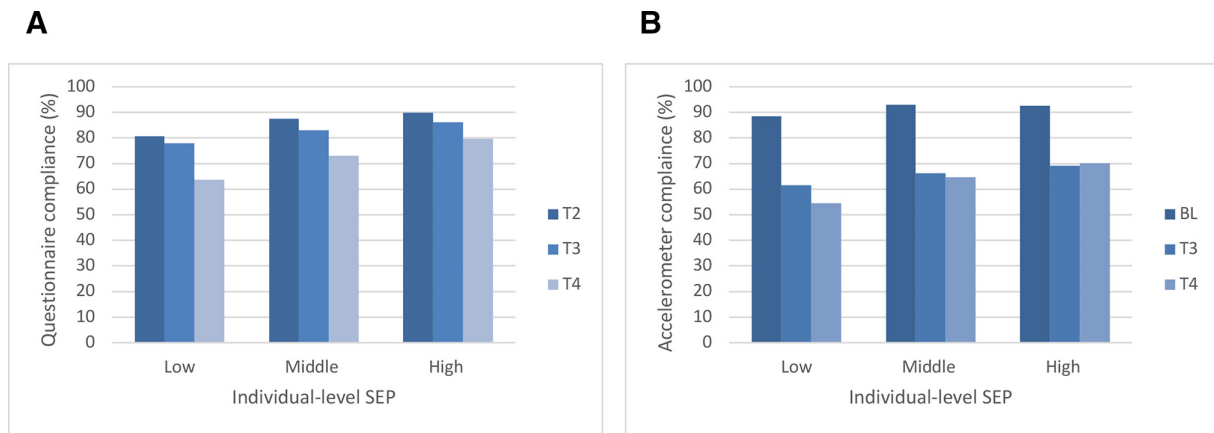 A
Questionnaire compliance (%)
100
90
80
70
60
50
40
30
20
10
0
Low Middle High
Individual-level SEP
T2
T3
T4
B
Accelerometer complaince (%)
100
90
80
70
60
50
40
30
20
10
0
Low Middle High
Individual-level SEP
BL
T3
T4